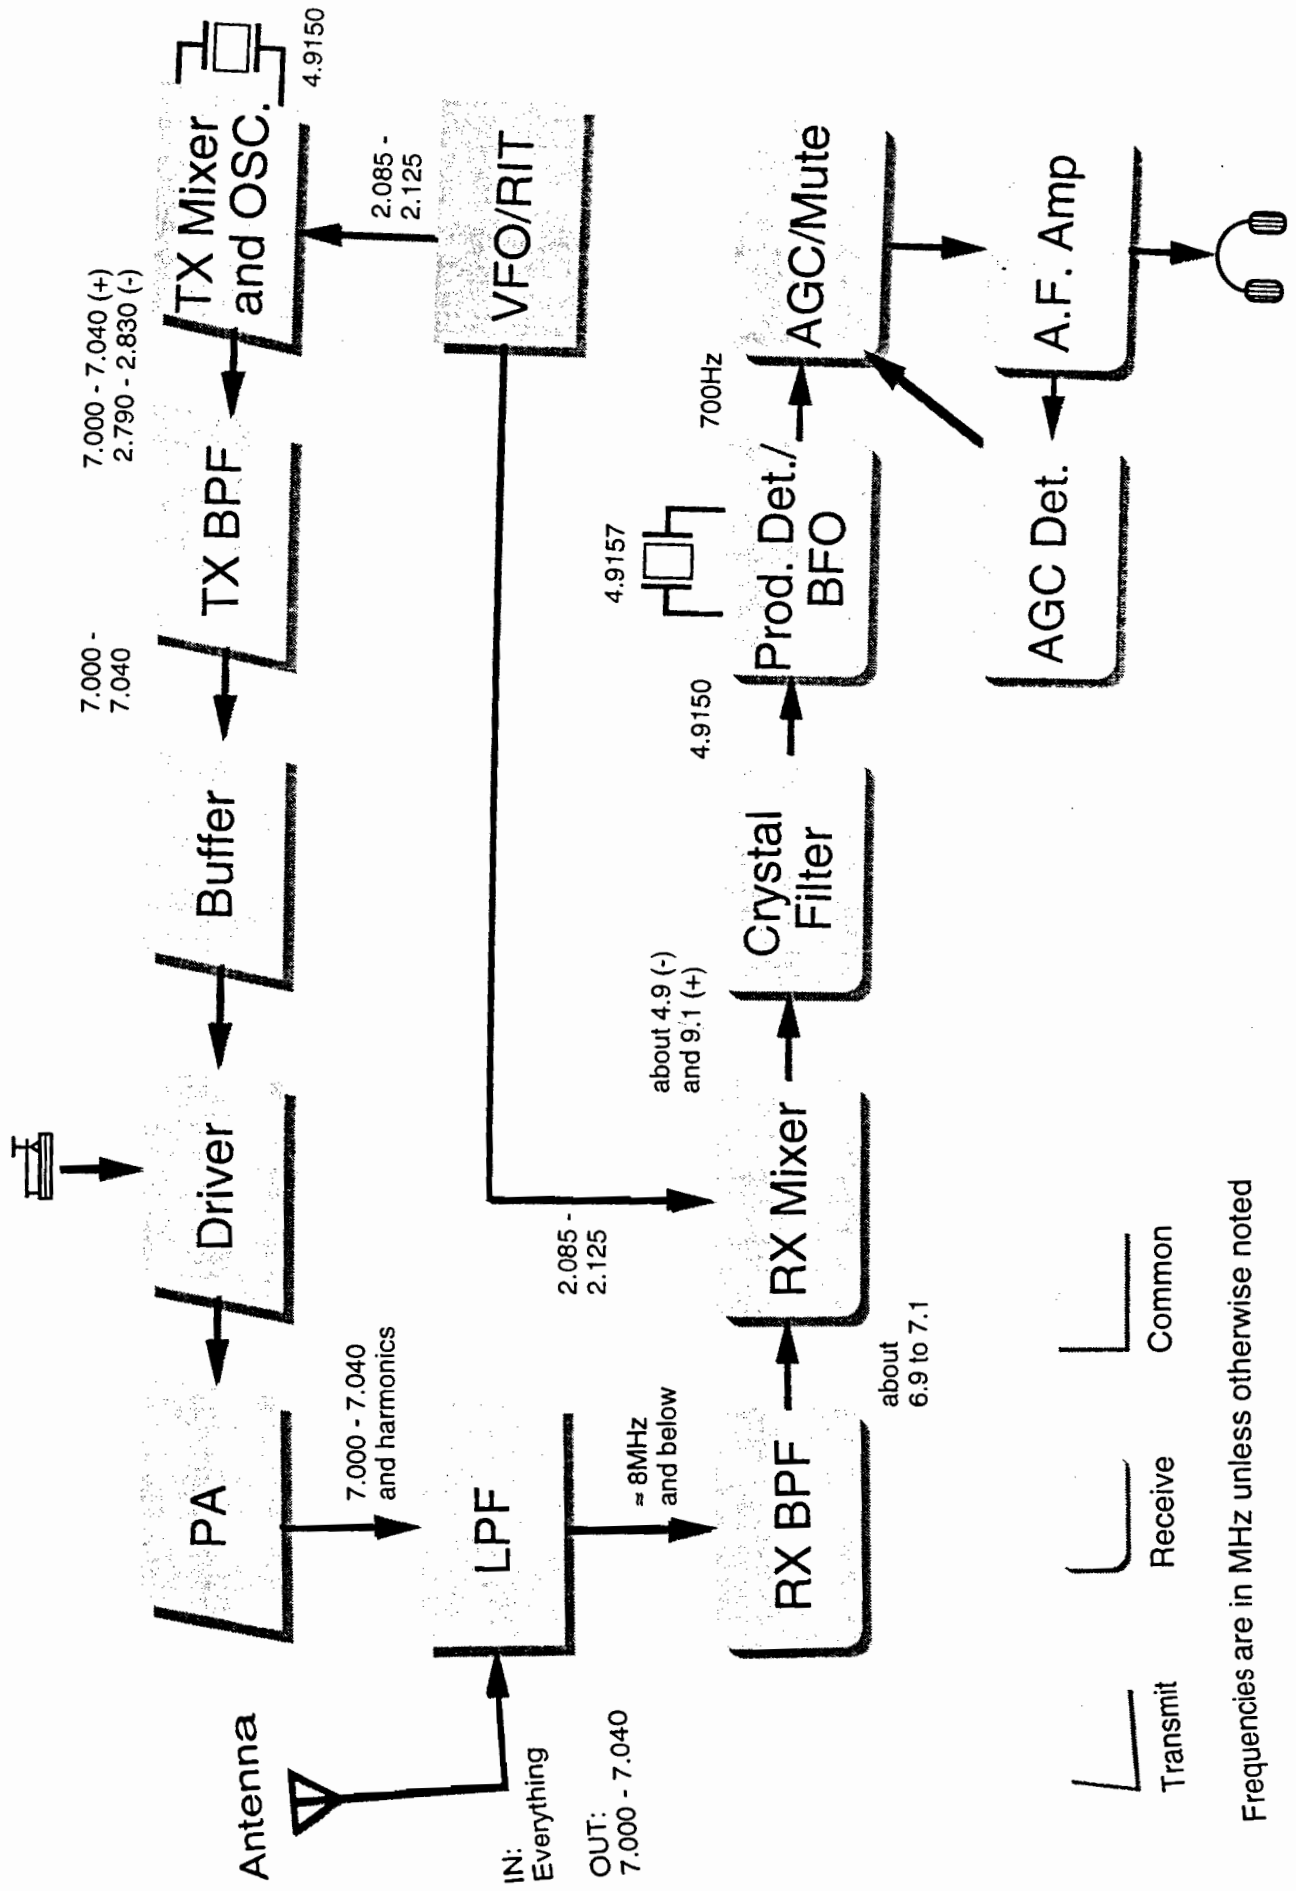 Antenna
IN:
Everything
OUT:
7.000 - 7.040
PA
7.000 - 7.040
and harmonics
LPF
≈ 8MHz
and below
RX BPF
about
6.9 to 7.1
Driver
Buffer
7.000 -
7.040
TX BPF
7.000 - 7.040 (+)
2.790 - 2.830 (-)
TX Mixer
and OSC.
4.9150
2.085 -
2.125
VFO/RIT
2.085 -
2.125
RX Mixer
about 4.9 (-)
and 9.1 (+)
Crystal
Filter
4.9150
4.9157
Prod. Det./
BFO
700Hz
AGC/Mute
AGC Det.
A.F. Amp
Transmit
Receive
Common
Frequencies are in MHz unless otherwise noted